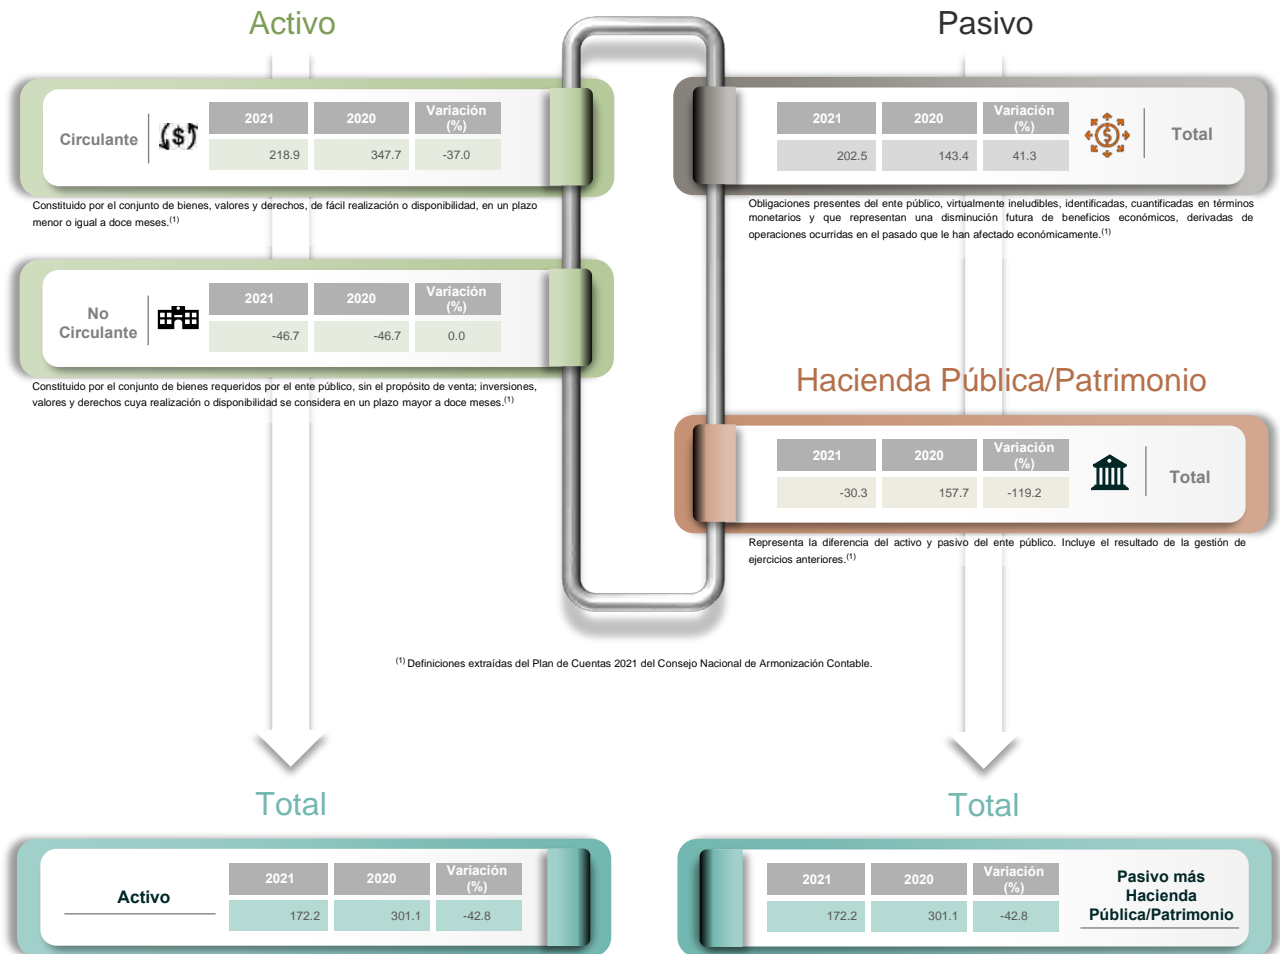 Activo
Circulante
2021 2020 Variación (%)
218.9 347.7 -37.0
Constituido por el conjunto de bienes, valores y derechos, de fácil realización o disponibilidad, en un plazo
menor o igual a doce meses.(1)
No
Circulante
2021 2020 Variación (%)
-46.7 -46.7 0.0
Constituido por el conjunto de bienes requeridos por el ente público, sin el propósito de venta; inversiones,
valores y derechos cuya realización o disponibilidad se considera en un plazo mayor a doce meses.(1)
Pasivo
2021 2020 Variación (%)
202.5 143.4 41.3
Total
Obligaciones presentes del ente público, virtualmente ineludibles, identificadas, cuantificadas en términos
monetarios y que representan una disminución futura de beneficios económicos, derivadas de
operaciones ocurridas en el pasado que le han afectado económicamente.(1)
Hacienda Pública/Patrimonio
2021 2020 Variación (%)
-30.3 157.7 -119.2
Total
Representa la diferencia del activo y pasivo del ente público. Incluye el resultado de la gestión de
ejercicios anteriores.(1)
(1) Definiciones extraídas del Plan de Cuentas 2021 del Consejo Nacional de Armonización Contable.
Total
Activo
2021 2020 Variación (%)
172.2 301.1 -42.8
Total
2021 2020 Variación (%)
172.2 301.1 -42.8
Pasivo más
Hacienda
Pública/Patrimonio